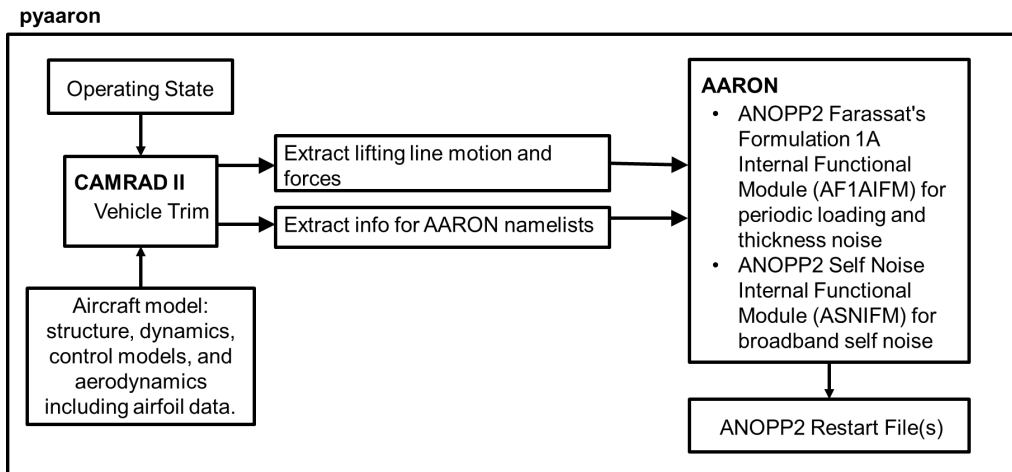 pyaaron
Operating State
CAMRAD II
Vehicle Trim
Aircraft model:
structure, dynamics,
control models, and
aerodynamics
including airfoil data.
Extract lifting line motion and
forces
Extract info for AARON namelists
AARON
• ANOPP2 Farassat's
Formulation 1A
Internal Functional
Module (AF1AIFM) for
periodic loading and
thickness noise
• ANOPP2 Self Noise
Internal Functional
Module (ASNIFM) for
broadband self noise
ANOPP2 Restart File(s)